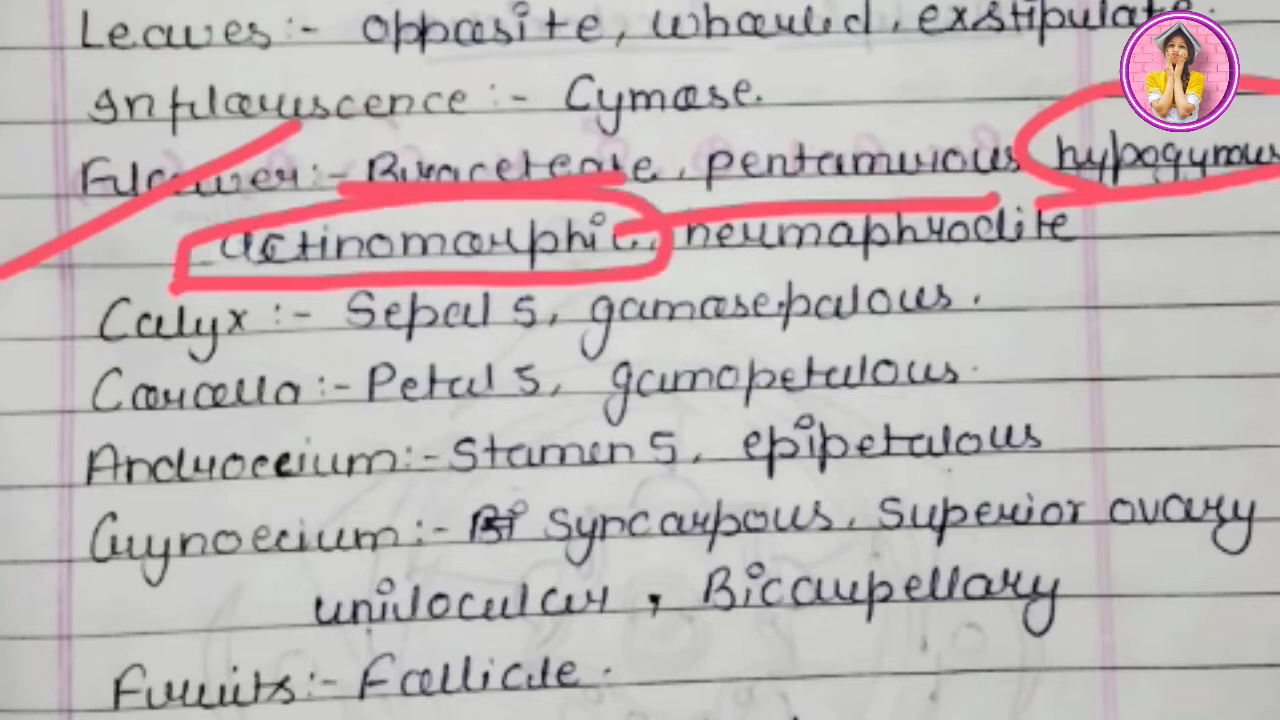 Leaves :- opposite, whorled, exstipulate.
Inflorescence :- Cymose.
Flower :- Bracteate, pentamerous hypogynous
actinomorphic, hermaphrodite
Calyx :- Sepal 5, gamosepalous.
Corolla :- Petal 5, gamopetalous.
Androecium :- Stamen 5, epipetalous
Gynoecium :- Syncarpous, Superior ovary
unilocular, Bicarpellary
Fruits :- Follicle.